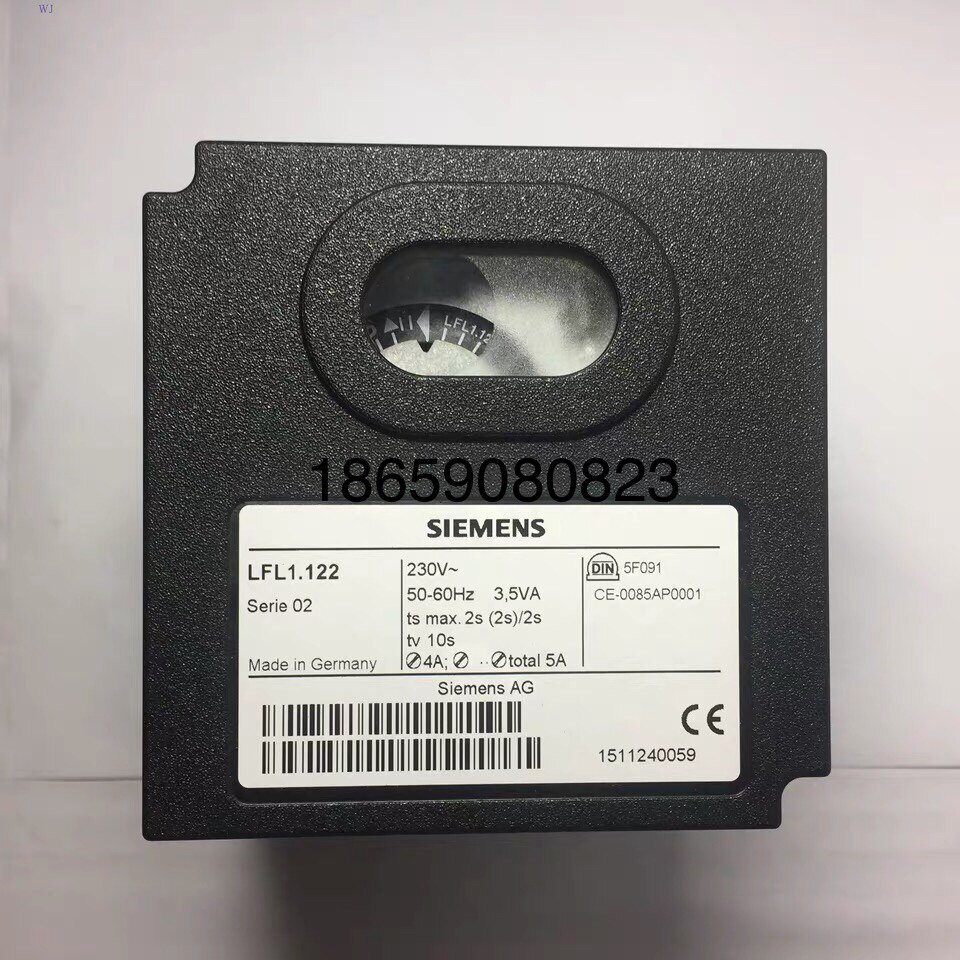 WJ
P ▲ II ◀ LFL1.12
18659080823
SIEMENS
LFL1.122
Serie 02
Made in Germany
230V~
50-60Hz 3,5VA
ts max. 2s (2s)/2s
tv 10s
⊘4A; ⊘ ··⊘total 5A
DIN 5F091
CE-0085AP0001
Siemens AG
CE
1511240059